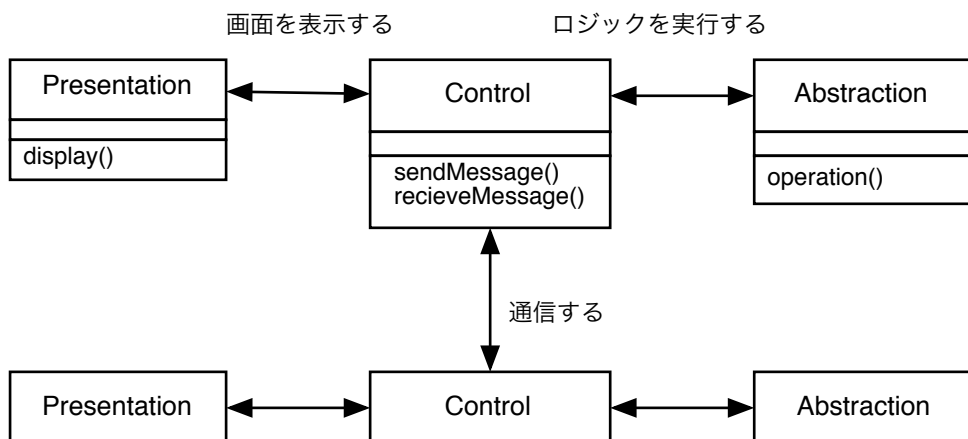 画面を表示する
ロジックを実行する
Presentation
Control
Abstraction
display()
sendMessage()
recieveMessage()
operation()
通信する
Presentation
Control
Abstraction